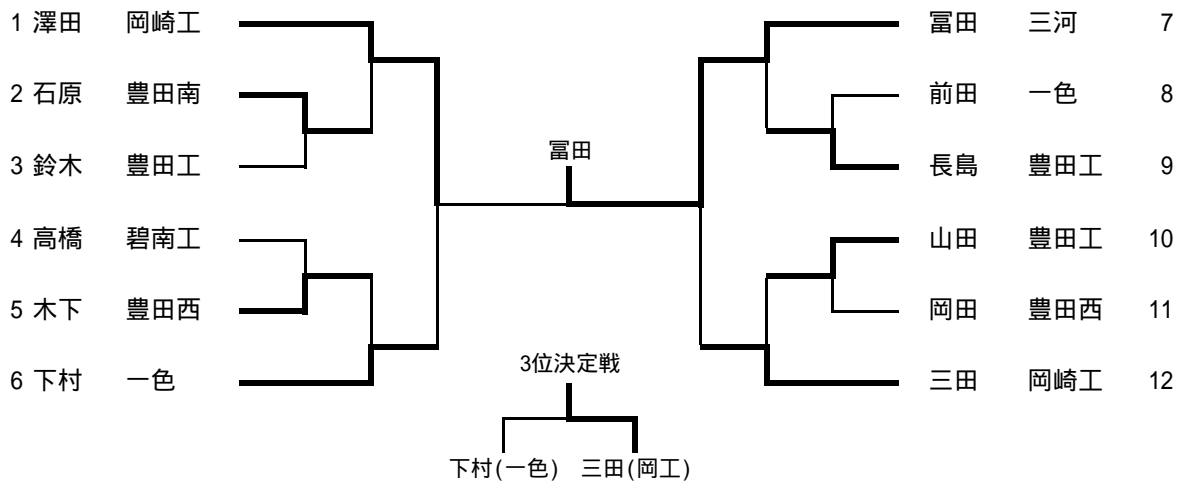 1 澤田 岡崎工
2 石原 豊田南
3 鈴木 豊田工
4 高橋 碧南工
5 木下 豊田西
6 下村 一色
冨田
冨田 三河 7
前田 一色 8
長島 豊田工 9
山田 豊田工 10
岡田 豊田西 11
三田 岡崎工 12
3位決定戦
下村(一色) 三田(岡工)